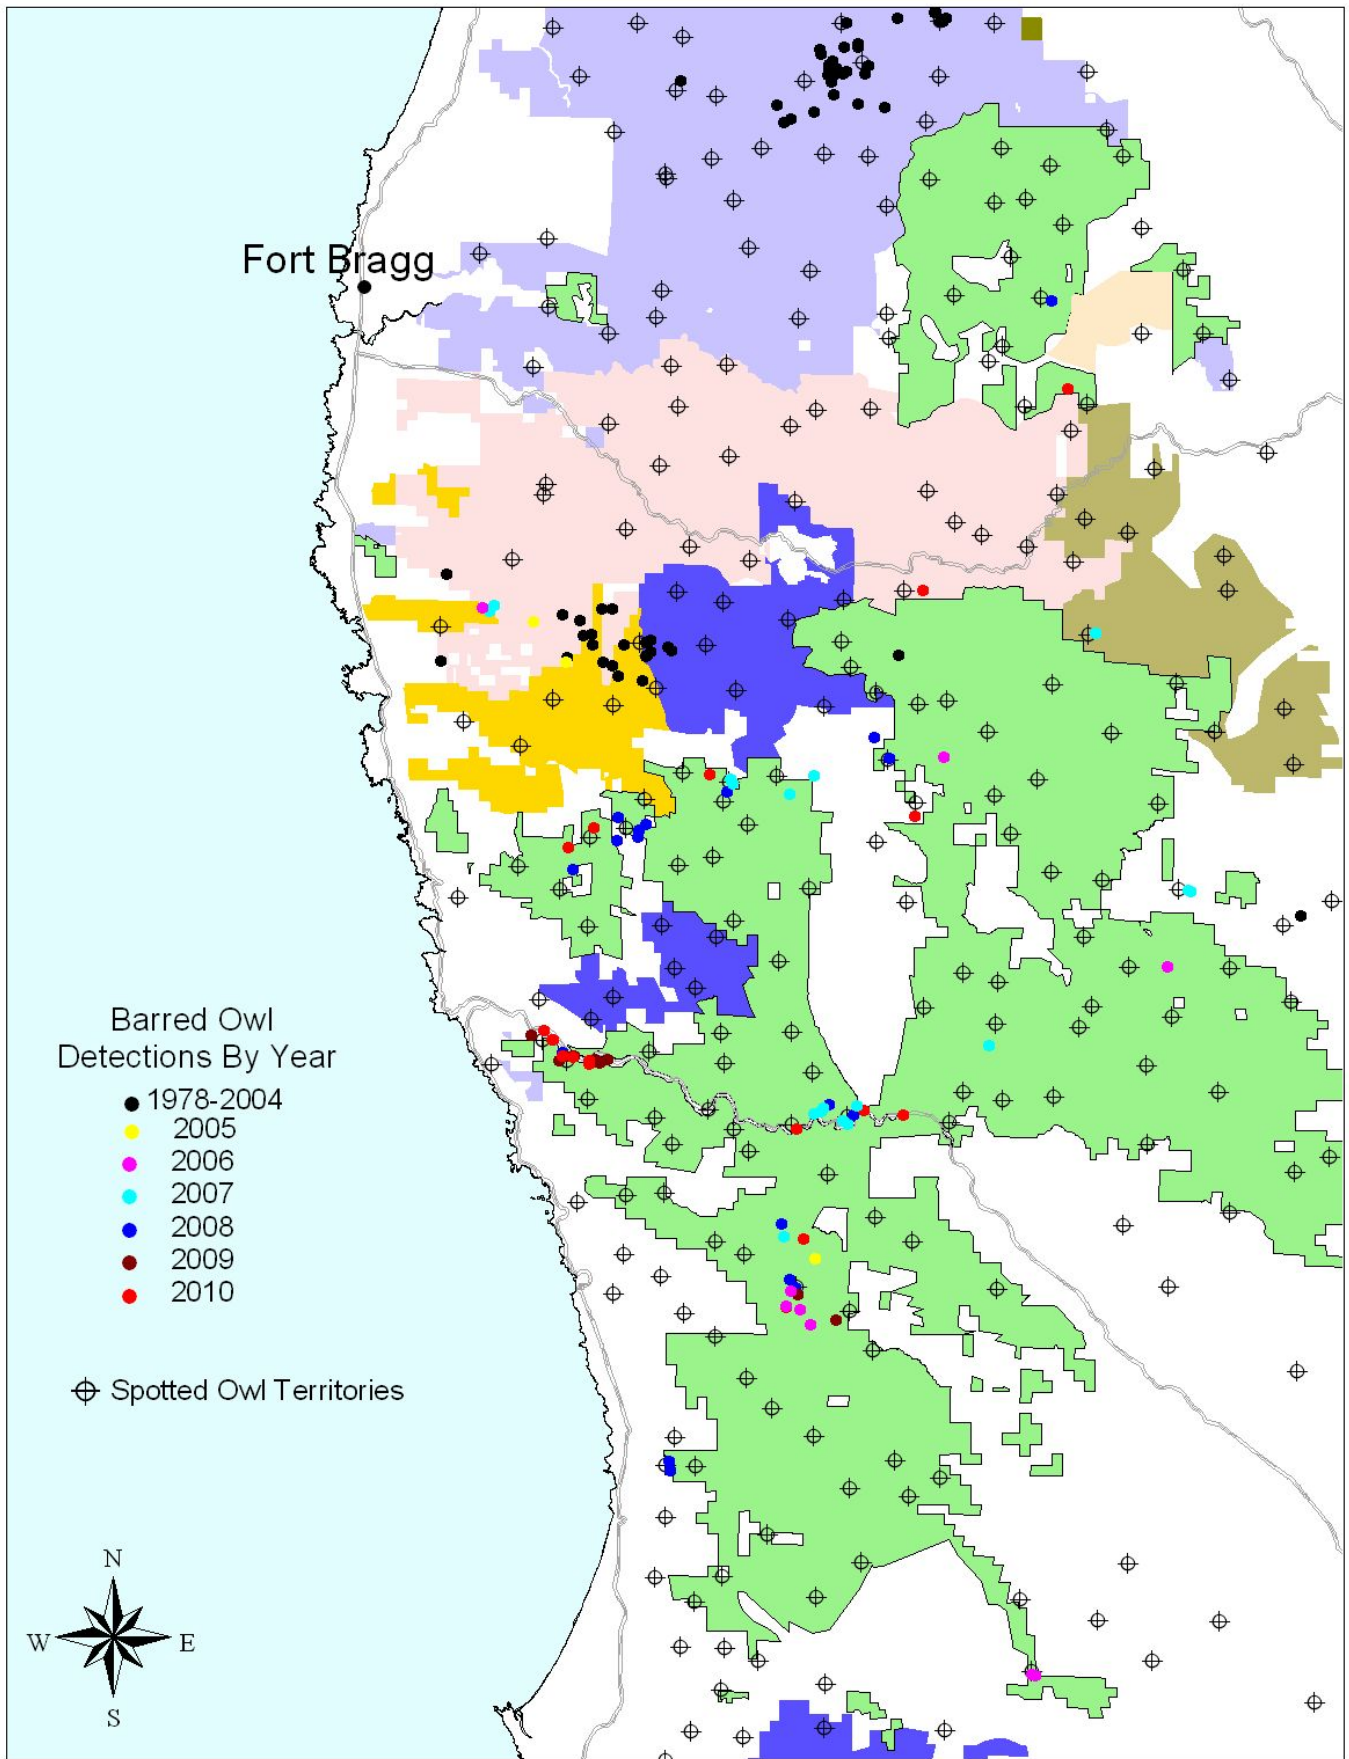 Fort Bragg
Barred Owl
Detections By Year
1978-2004
2005
2006
2007
2008
2009
2010
Spotted Owl Territories
N
W E
S